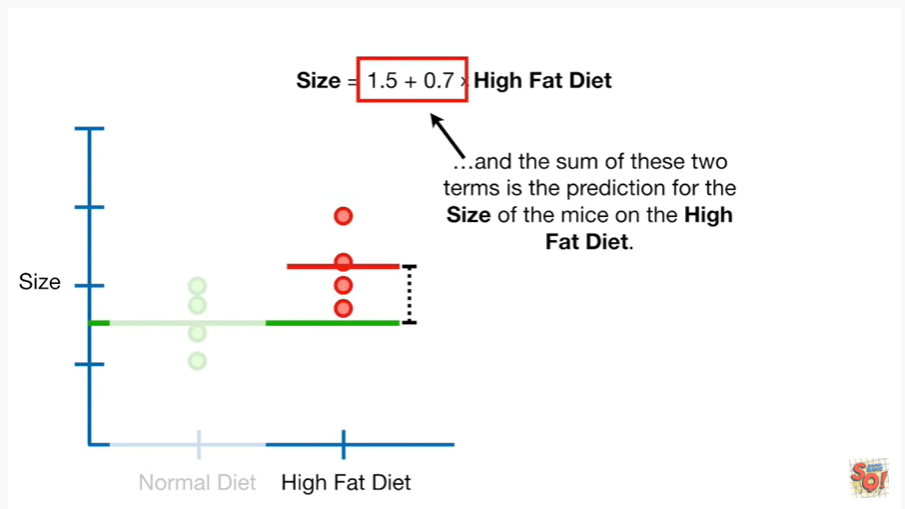 Size = 1.5 + 0.7 × High Fat Diet
...and the sum of these two
terms is the prediction for the
Size of the mice on the High
Fat Diet.
Size
Normal Diet
High Fat Diet
SQ!